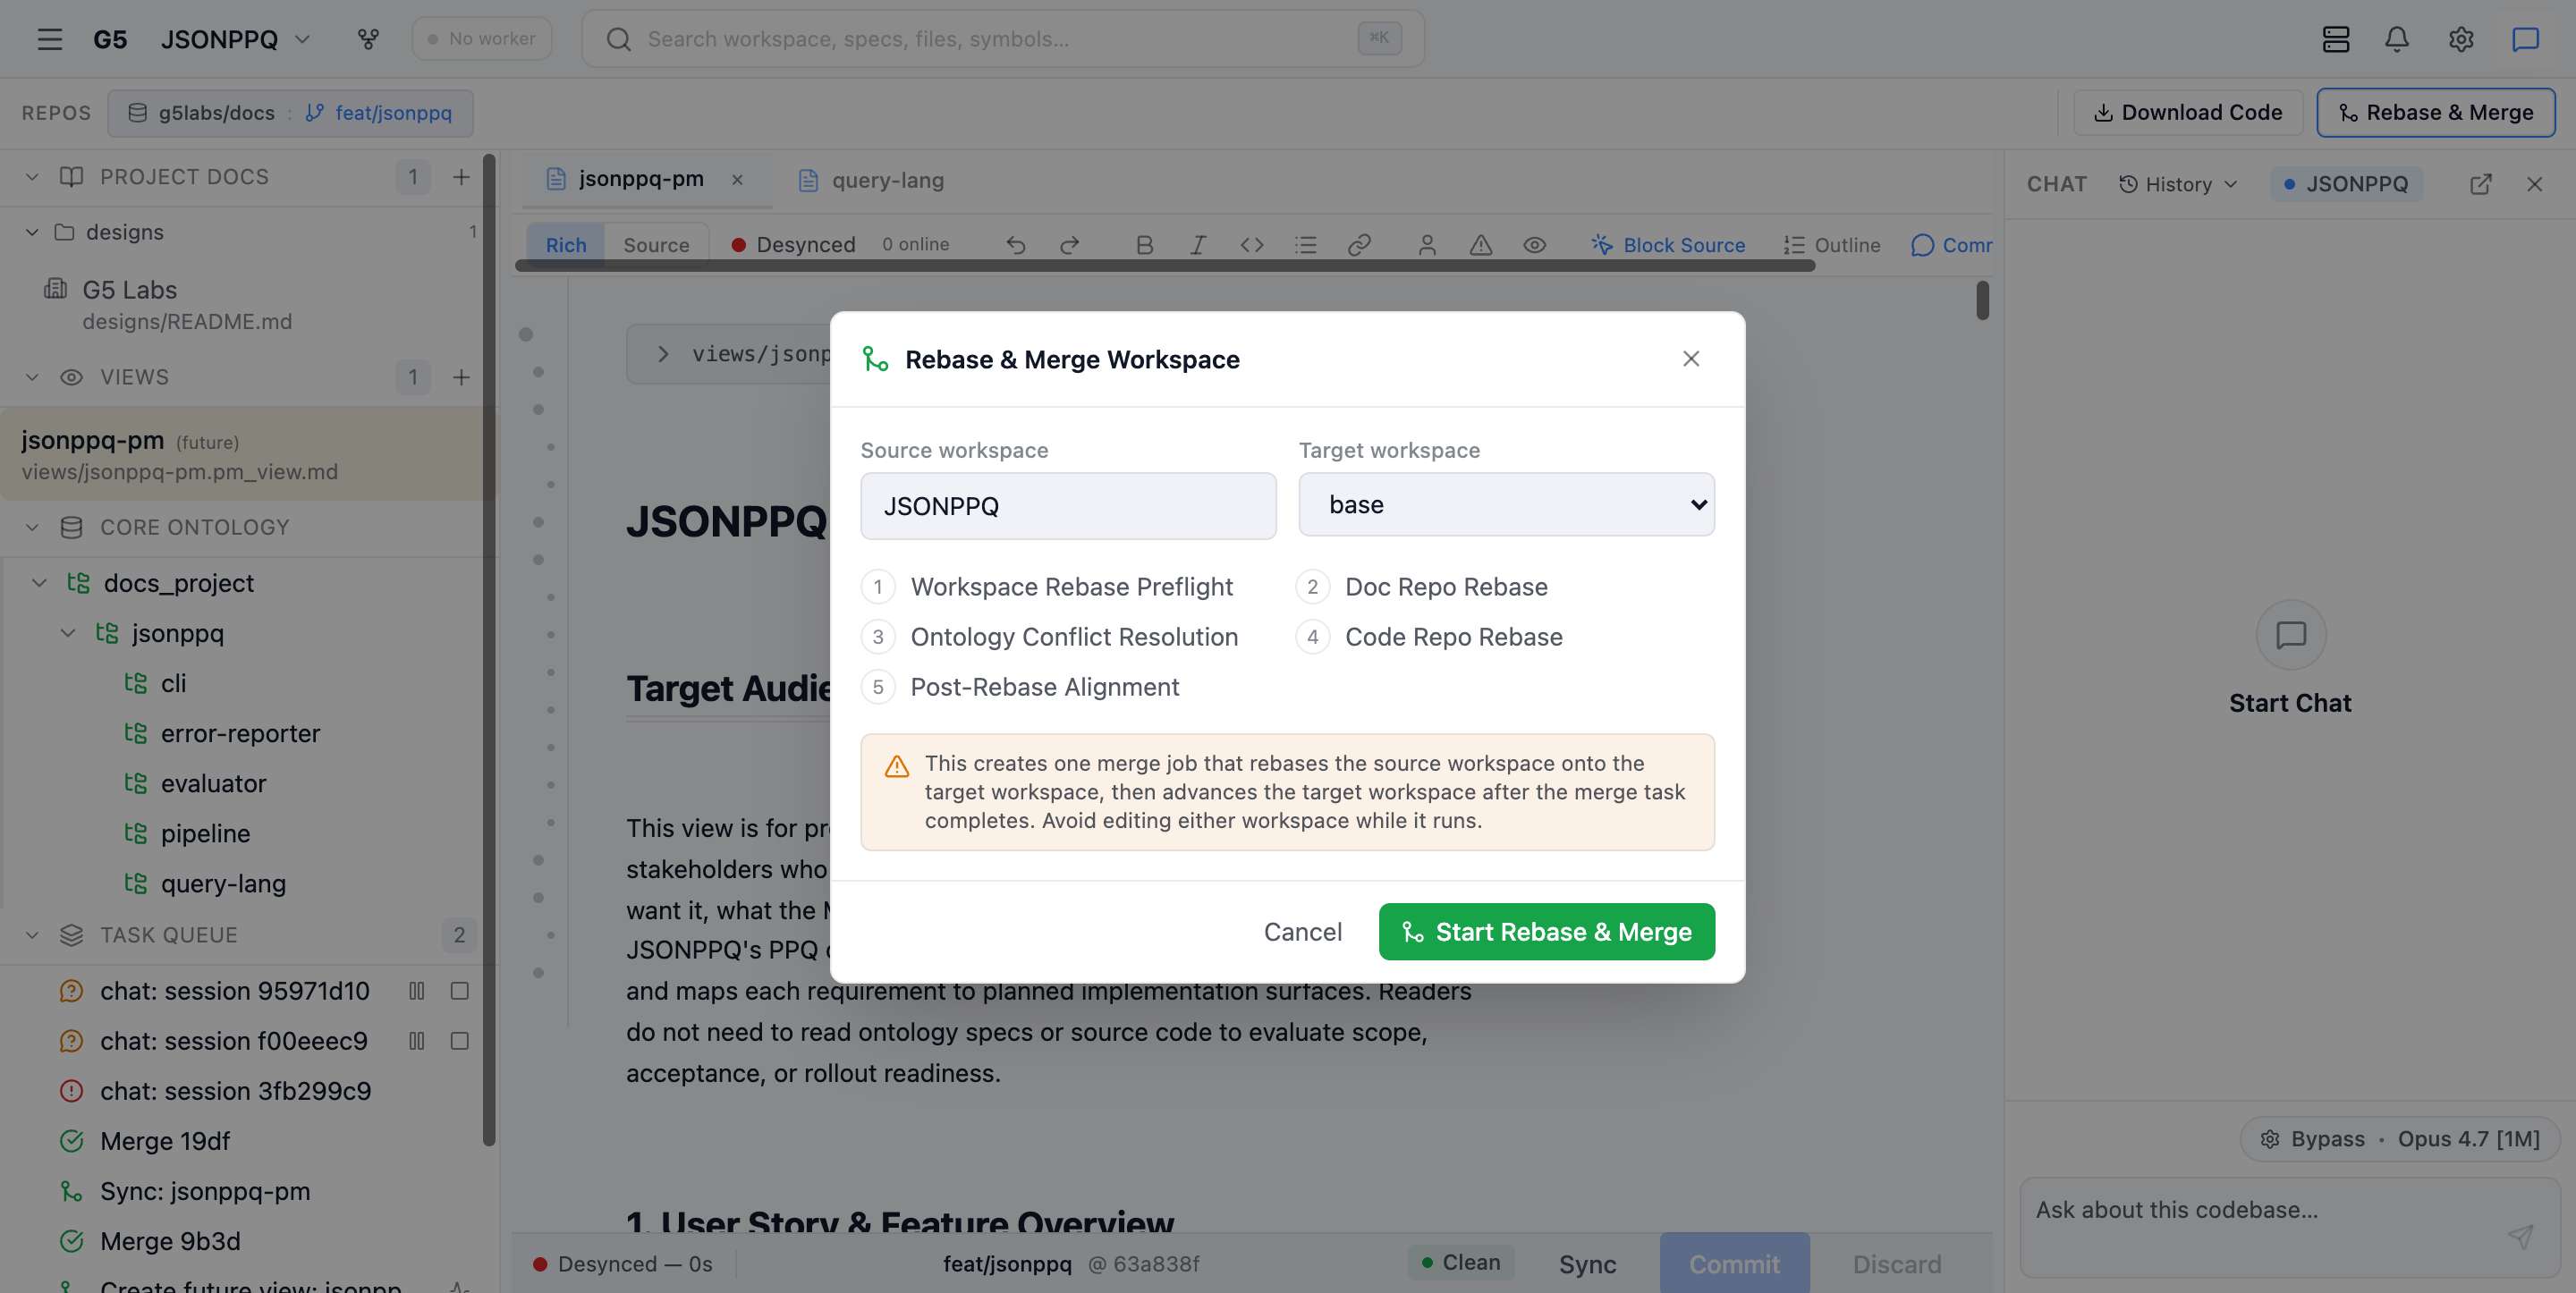 G5 JSONPPQ No worker Search workspace, specs, files, symbols... ⌘K
REPOS g5labs/docs : feat/jsonppq Download Code Rebase & Merge
PROJECT DOCS 1
designs 1
G5 Labs
designs/README.md
VIEWS 1
jsonppq-pm (future)
views/jsonppq-pm.pm_view.md
CORE ONTOLOGY
docs_project
jsonppq
cli
error-reporter
evaluator
pipeline
query-lang
TASK QUEUE 2
chat: session 95971d10
chat: session f00eeec9
chat: session 3fb299c9
Merge 19df
Sync: jsonppq-pm
Merge 9b3d
Create future view: jsonpp
jsonppq-pm query-lang
Rich Source Desynced 0 online Block Source Outline Comr
views/jsonp
JSONPPQ
Target Audie
This view is for pr
stakeholders who
want it, what the
JSONPPQ's PPQ
and maps each requirement to planned implementation surfaces. Readers
do not need to read ontology specs or source code to evaluate scope,
acceptance, or rollout readiness.
1. User Story & Feature Overview
Desynced — 0s feat/jsonppq @ 63a838f Clean Sync Commit Discard
Rebase & Merge Workspace
Source workspace Target workspace
JSONPPQ base
1 Workspace Rebase Preflight 2 Doc Repo Rebase
3 Ontology Conflict Resolution 4 Code Repo Rebase
5 Post-Rebase Alignment
This creates one merge job that rebases the source workspace onto the
target workspace, then advances the target workspace after the merge task
completes. Avoid editing either workspace while it runs.
Cancel Start Rebase & Merge
CHAT History JSONPPQ
Start Chat
Bypass • Opus 4.7 [1M]
Ask about this codebase...